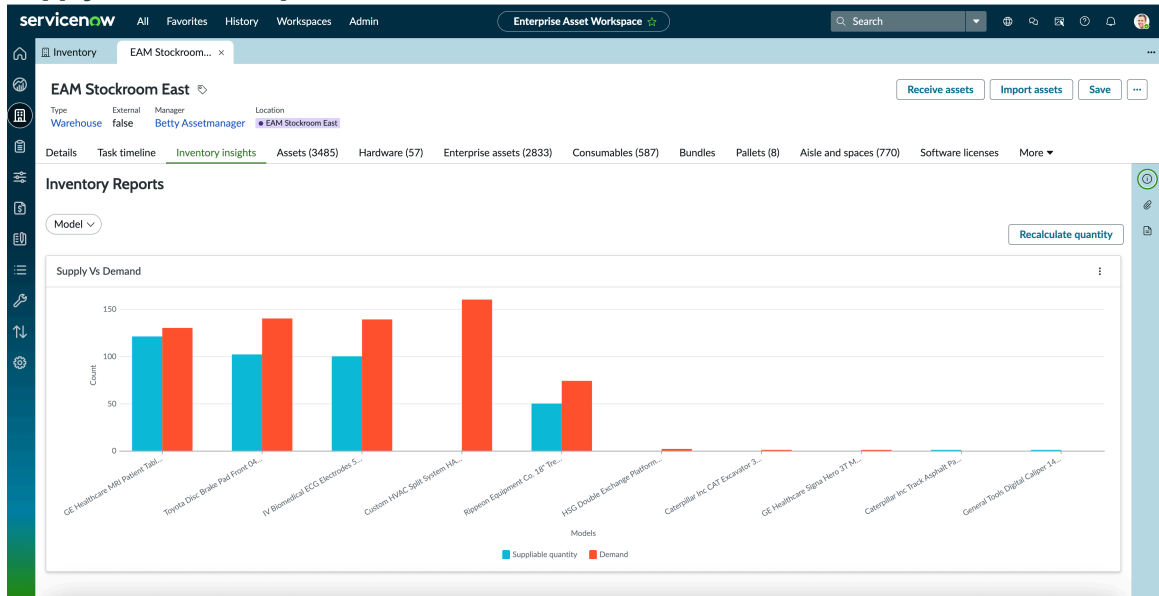 servicenow All Favorites History Workspaces Admin Enterprise Asset Workspace Search
Inventory EAM Stockroom...
EAM Stockroom East
Receive assets Import assets Save
Type External Manager Location
Warehouse false Betty Assetmanager EAM Stockroom East
Details Task timeline Inventory insights Assets (3485) Hardware (57) Enterprise assets (2833) Consumables (587) Bundles Pallets (8) Aisle and spaces (770) Software licenses More
Inventory Reports
Model
Recalculate quantity
Supply Vs Demand
150
100
50
0
Count
GE Healthcare MRI Patient Tabl...
Toyota Disc Brake Pad Front 04...
IV Biomedical ECG Electrodes S...
Custom HVAC Split System HA...
Rippeon Equipment Co. 18" Tre...
HSG Double Exchange Platform...
Caterpillar Inc CAT Excavator 3...
GE Healthcare Signa Hero 3T M...
Caterpillar Inc Track Asphalt Pa...
General Tools Digital Caliper 14...
Models
Suppliable quantity Demand